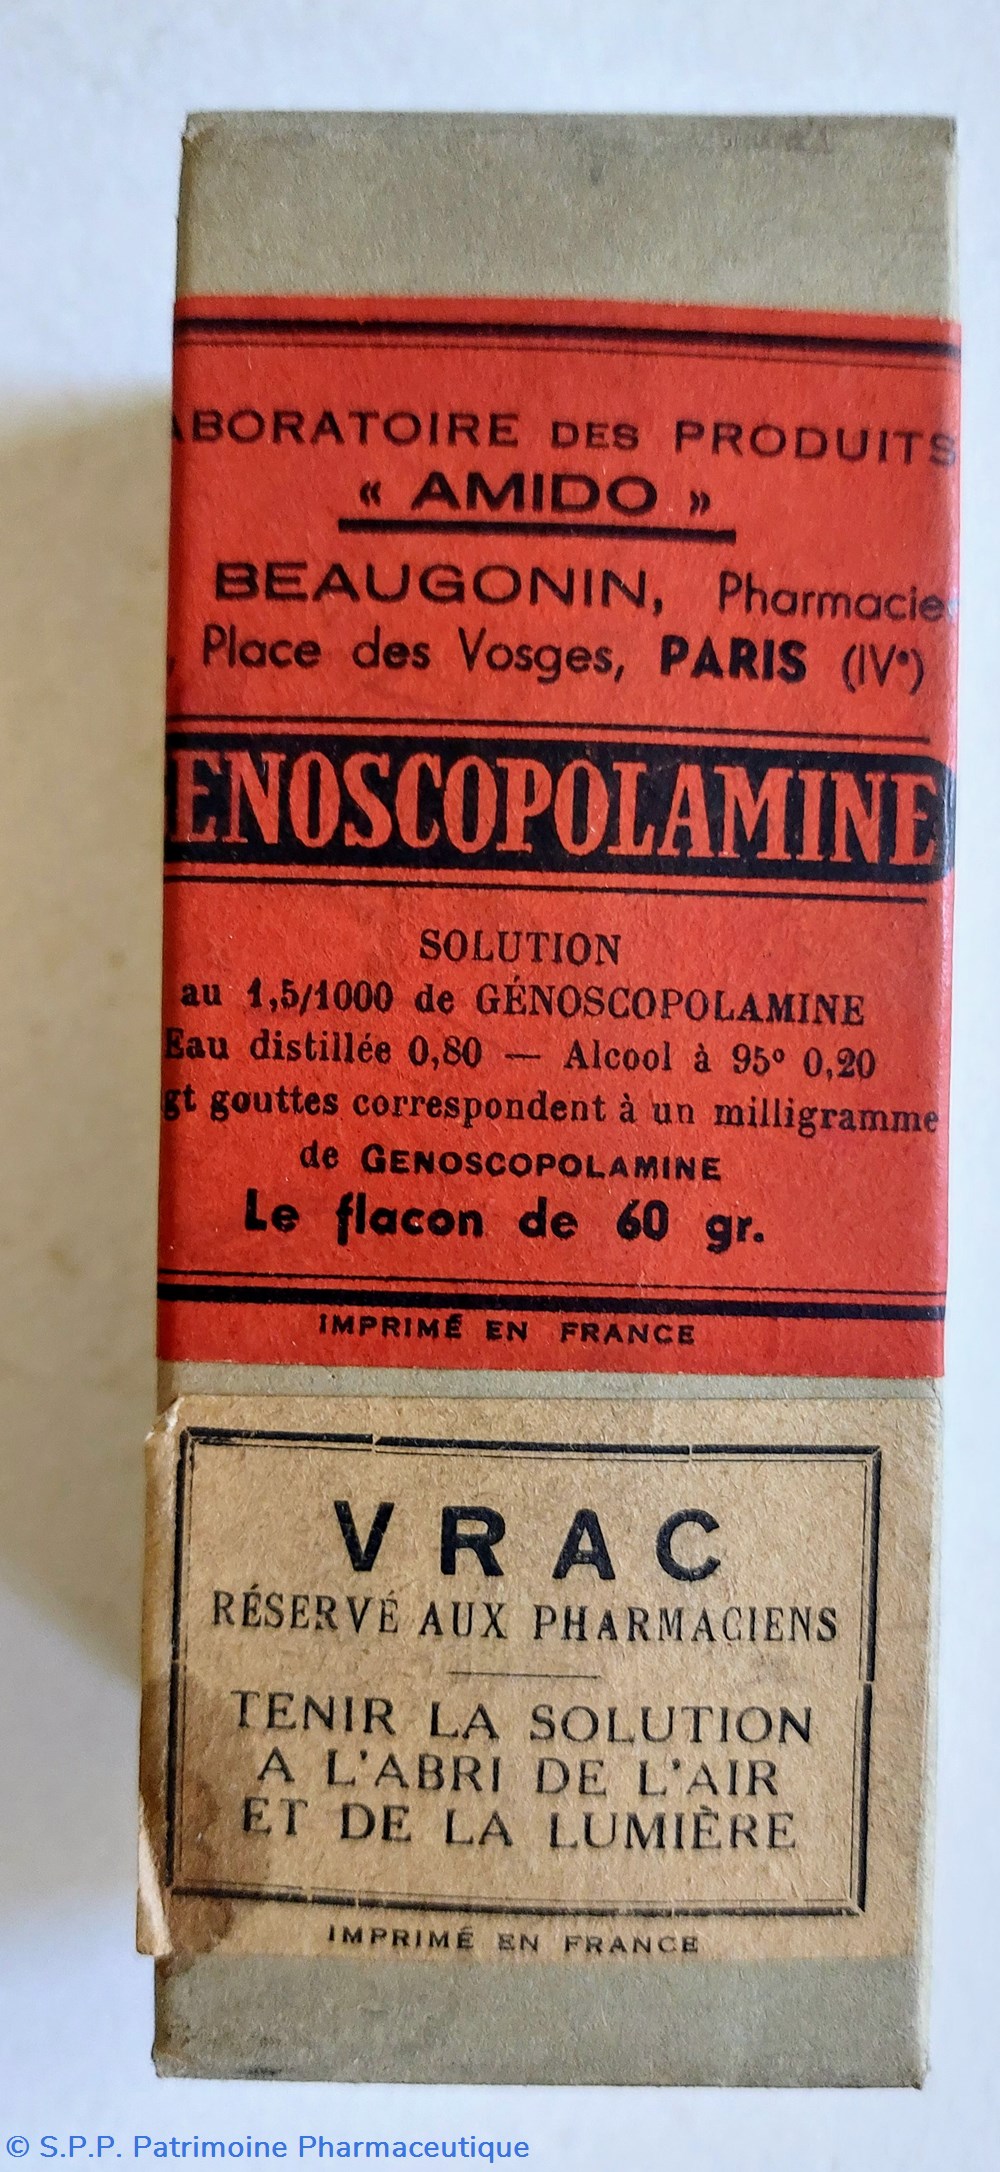 ABORATOIRE DES PRODUITS
« AMIDO »
BEAUGONIN, Pharmacie
, Place des Vosges, PARIS (IVe)
ENOSCOPOLAMINE
SOLUTION
au 1,5/1000 de GÉNOSCOPOLAMINE
Eau distillée 0,80 — Alcool à 95° 0,20
gt gouttes correspondent à un milligramme
de GENOSCOPOLAMINE
Le flacon de 60 gr.
IMPRIMÉ EN FRANCE
VRAC
RÉSERVÉ AUX PHARMACIENS
TENIR LA SOLUTION
A L'ABRI DE L'AIR
ET DE LA LUMIÈRE
IMPRIMÉ EN FRANCE
© S.P.P. Patrimoine Pharmaceutique